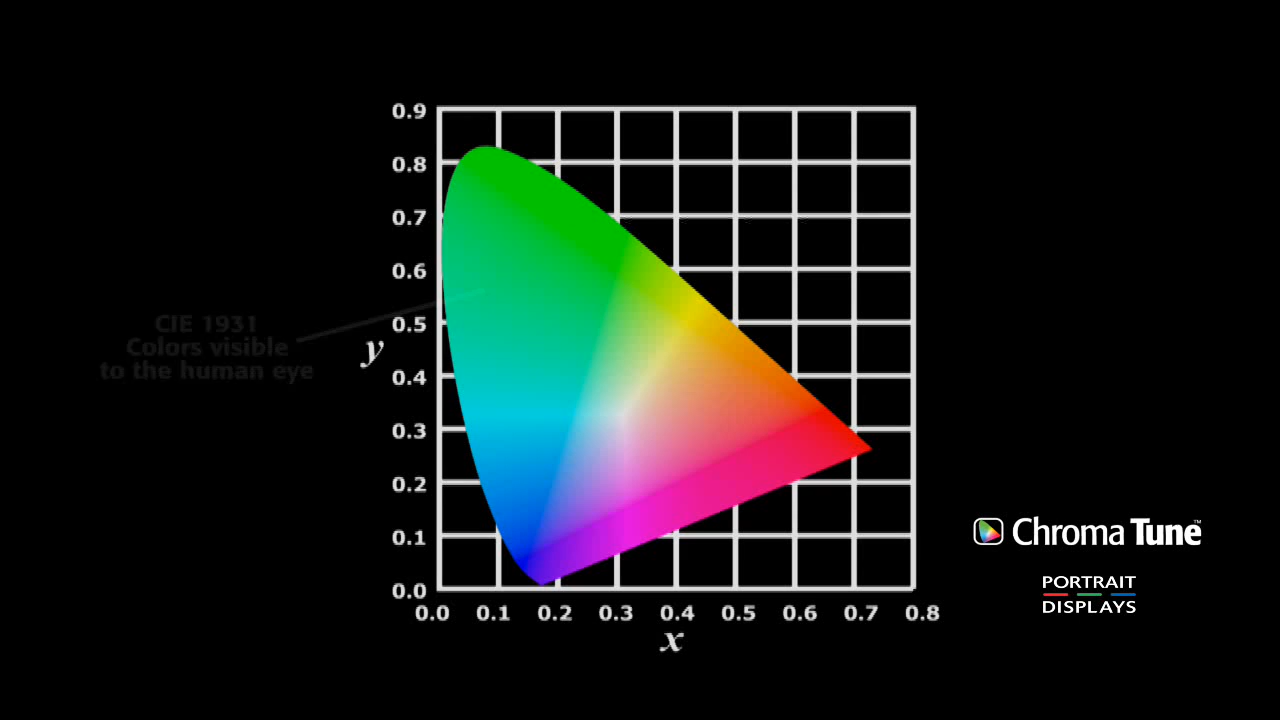 0.9
0.8
0.7
0.6
0.5
0.4
0.3
0.2
0.1
0.0
y
CIE 1931
Colors visible
to the human eye
0.0 0.1 0.2 0.3 0.4 0.5 0.6 0.7 0.8
x
Chroma Tune™
PORTRAIT
DISPLAYS